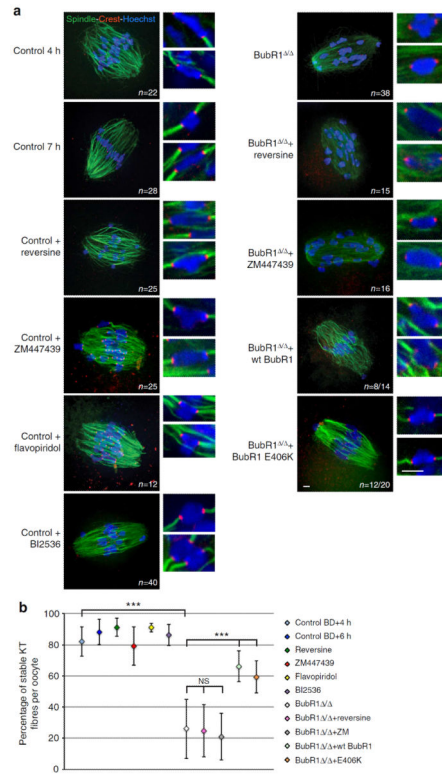 a
Spindle-Crest-Hoechst
Control 4 h
n=22
Control 7 h
n=28
Control +
reversine
n=25
Control +
ZM447439
n=25
Control +
flavopiridol
n=12
Control +
BI2536
n=40
BubR1Δ/Δ
n=38
BubR1Δ/Δ+
reversine
n=15
BubR1Δ/Δ+
ZM447439
n=16
BubR1Δ/Δ+
wt BubR1
n=8/14
BubR1Δ/Δ+
BubR1 E406K
n=12/20
b
Percentage of stable KT
fibres per oocyte
100
80
60
40
20
0
***
***
NS
Control BD+4 h
Control BD+6 h
Reversine
ZM447439
Flavopiridol
BI2536
BubR1Δ/Δ
BubR1Δ/Δ+reversine
BubR1Δ/Δ+ZM
BubR1Δ/Δ+wt BubR1
BubR1Δ/Δ+E406K